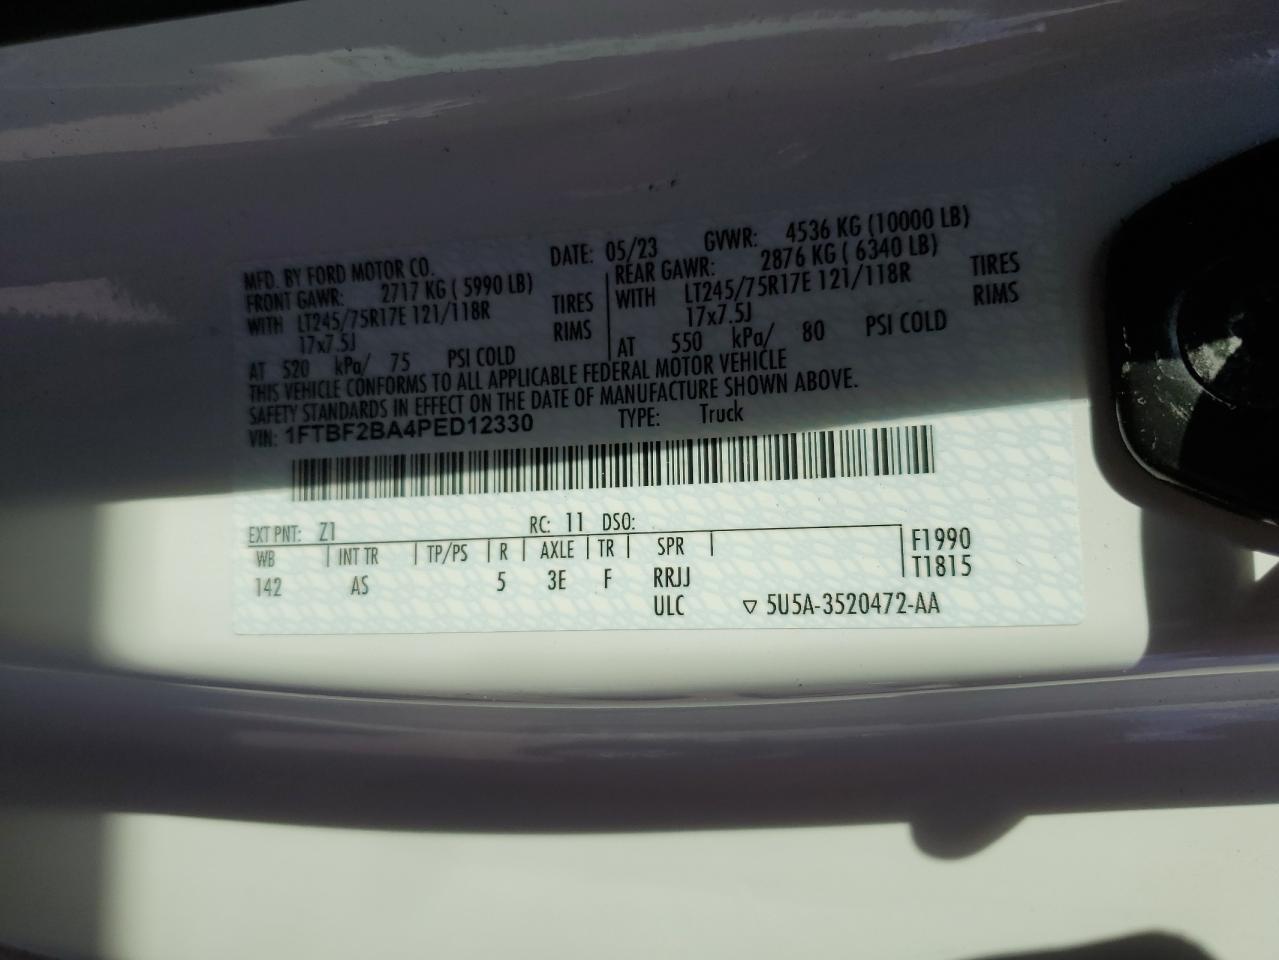 MFD. BY FORD MOTOR CO. DATE: 05/23 GVWR: 4536 KG (10000 LB)
FRONT GAWR: 2717 KG ( 5990 LB) REAR GAWR: 2876 KG ( 6340 LB)
WITH LT245/75R17E 121/118R TIRES WITH LT245/75R17E 121/118R TIRES
17x7.5J RIMS 17x7.5J RIMS
AT 520 kPa/ 75 PSI COLD AT 550 kPa/ 80 PSI COLD
THIS VEHICLE CONFORMS TO ALL APPLICABLE FEDERAL MOTOR VEHICLE
SAFETY STANDARDS IN EFFECT ON THE DATE OF MANUFACTURE SHOWN ABOVE.
VIN: 1FTBF2BA4PED12330 TYPE: Truck
EXT PNT: Z1 RC: 11 DSO:
WB INT TR TP/PS R AXLE TR SPR F1990
142 AS 5 3E F RRJJ T1815
ULC ▽ 5U5A-3520472-AA